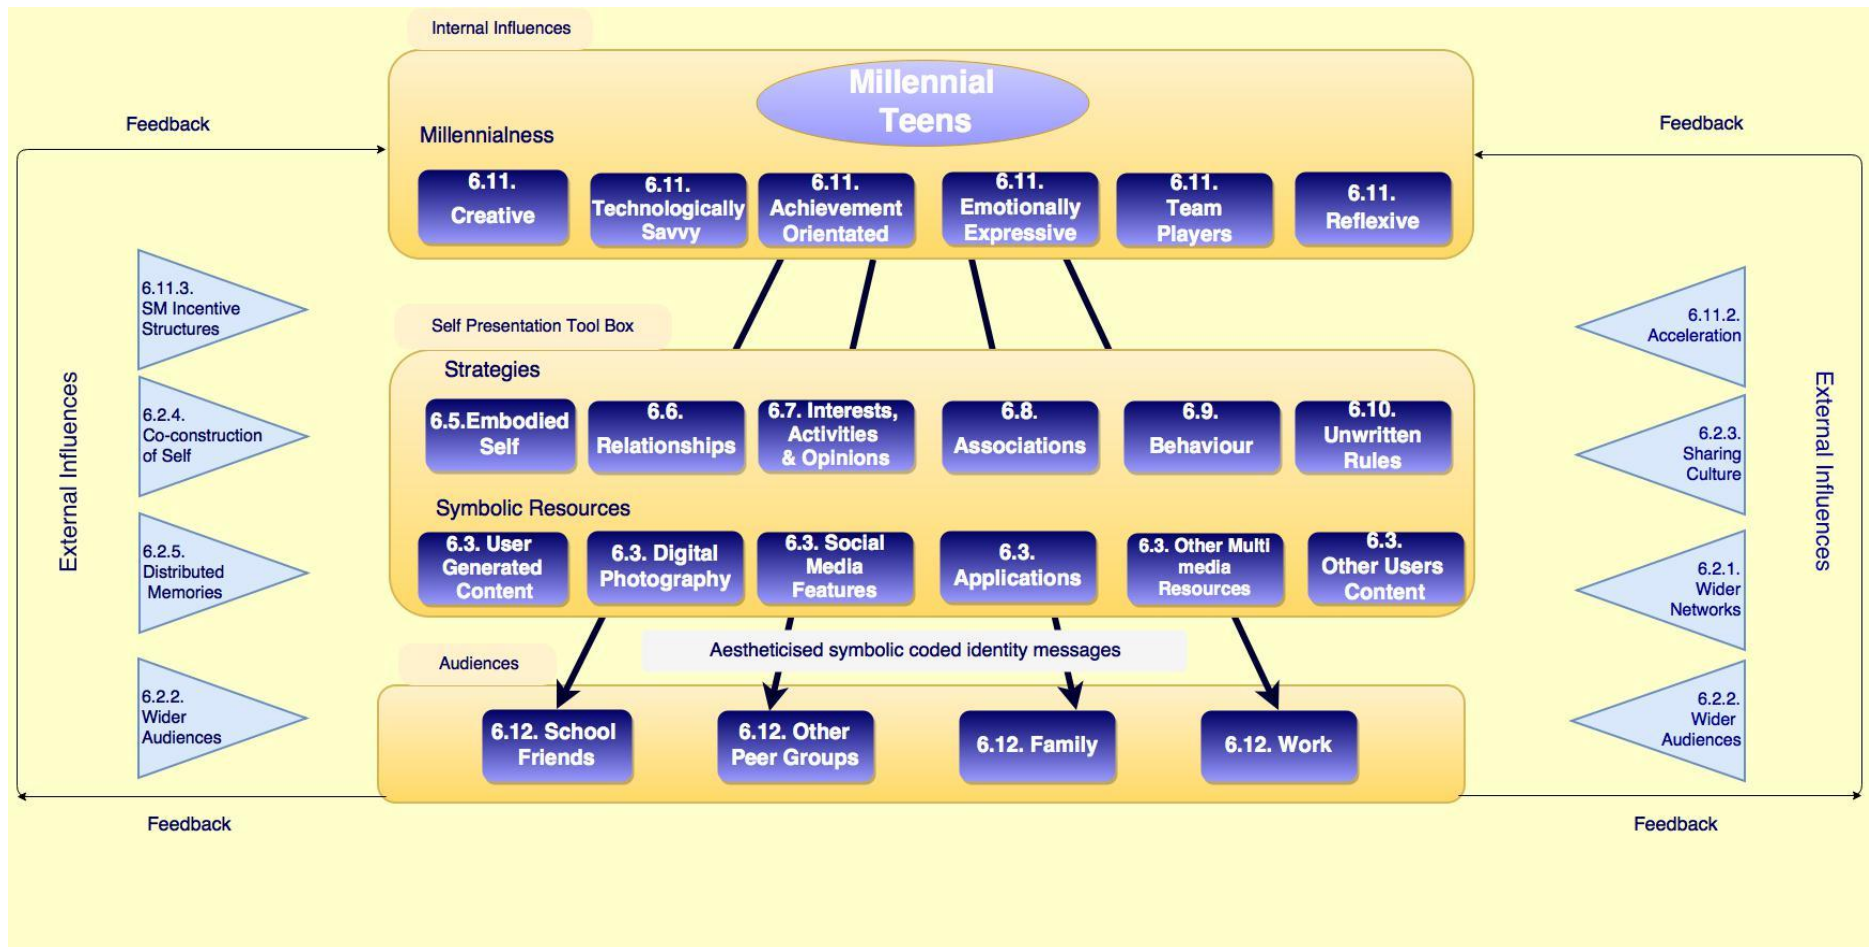 Internal Influences
Millennial
Teens
Millennialness
6.11.
Creative
6.11.
Technologically
Savvy
6.11.
Achievement
Orientated
6.11.
Emotionally
Expressive
6.11.
Team
Players
6.11.
Reflexive
Feedback
Feedback
External Influences
6.11.3.
SM Incentive
Structures
6.2.4.
Co-construction
of Self
6.2.5.
Distributed
Memories
6.2.2.
Wider
Audiences
Self Presentation Tool Box
Strategies
6.5.Embodied
Self
6.6.
Relationships
6.7. Interests,
Activities
& Opinions
6.8.
Associations
6.9.
Behaviour
6.10.
Unwritten
Rules
Symbolic Resources
6.3. User
Generated
Content
6.3. Digital
Photography
6.3. Social
Media
Features
6.3.
Applications
6.3. Other Multi
media
Resources
6.3.
Other Users
Content
Aestheticised symbolic coded identity messages
Audiences
6.12. School
Friends
6.12. Other
Peer Groups
6.12. Family
6.12. Work
6.11.2.
Acceleration
6.2.3.
Sharing
Culture
6.2.1.
Wider
Networks
6.2.2.
Wider
Audiences
External Influences
Feedback
Feedback